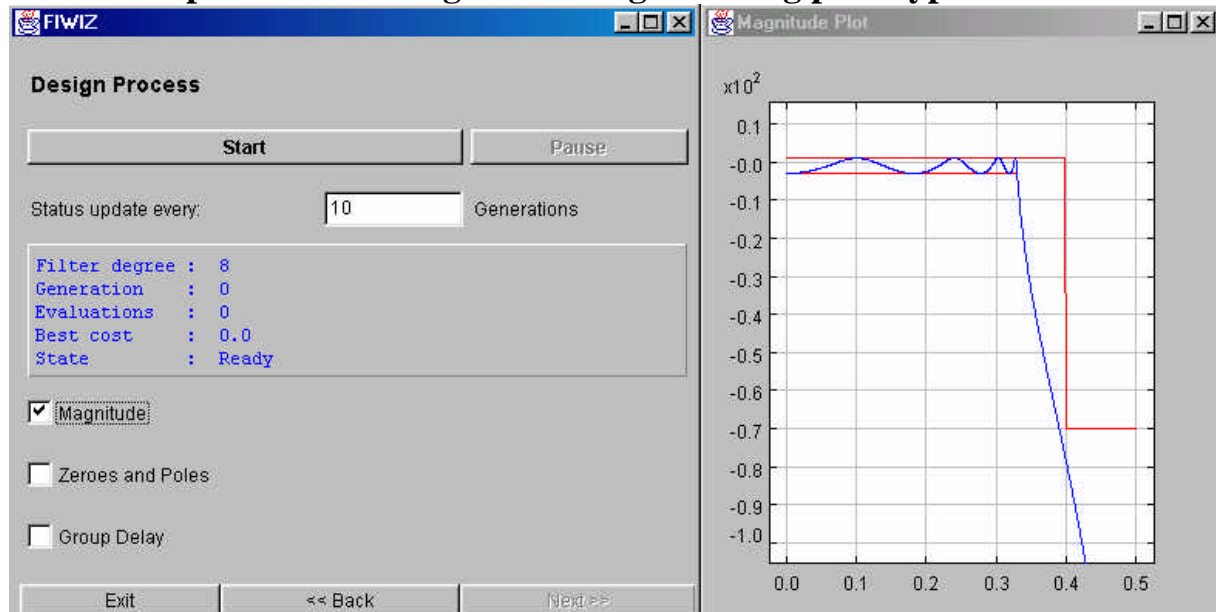 FIWIZ
Design Process
Start
Pause
Status update every:
10
Generations
Filter degree : 8
Generation : 0
Evaluations : 0
Best cost : 0.0
State : Ready
Magnitude
Zeroes and Poles
Group Delay
Exit
<< Back
Next >>
Magnitude Plot
x10²
0.1
-0.0
-0.1
-0.2
-0.3
-0.4
-0.5
-0.6
-0.7
-0.8
-0.9
-1.0
0.0 0.1 0.2 0.3 0.4 0.5